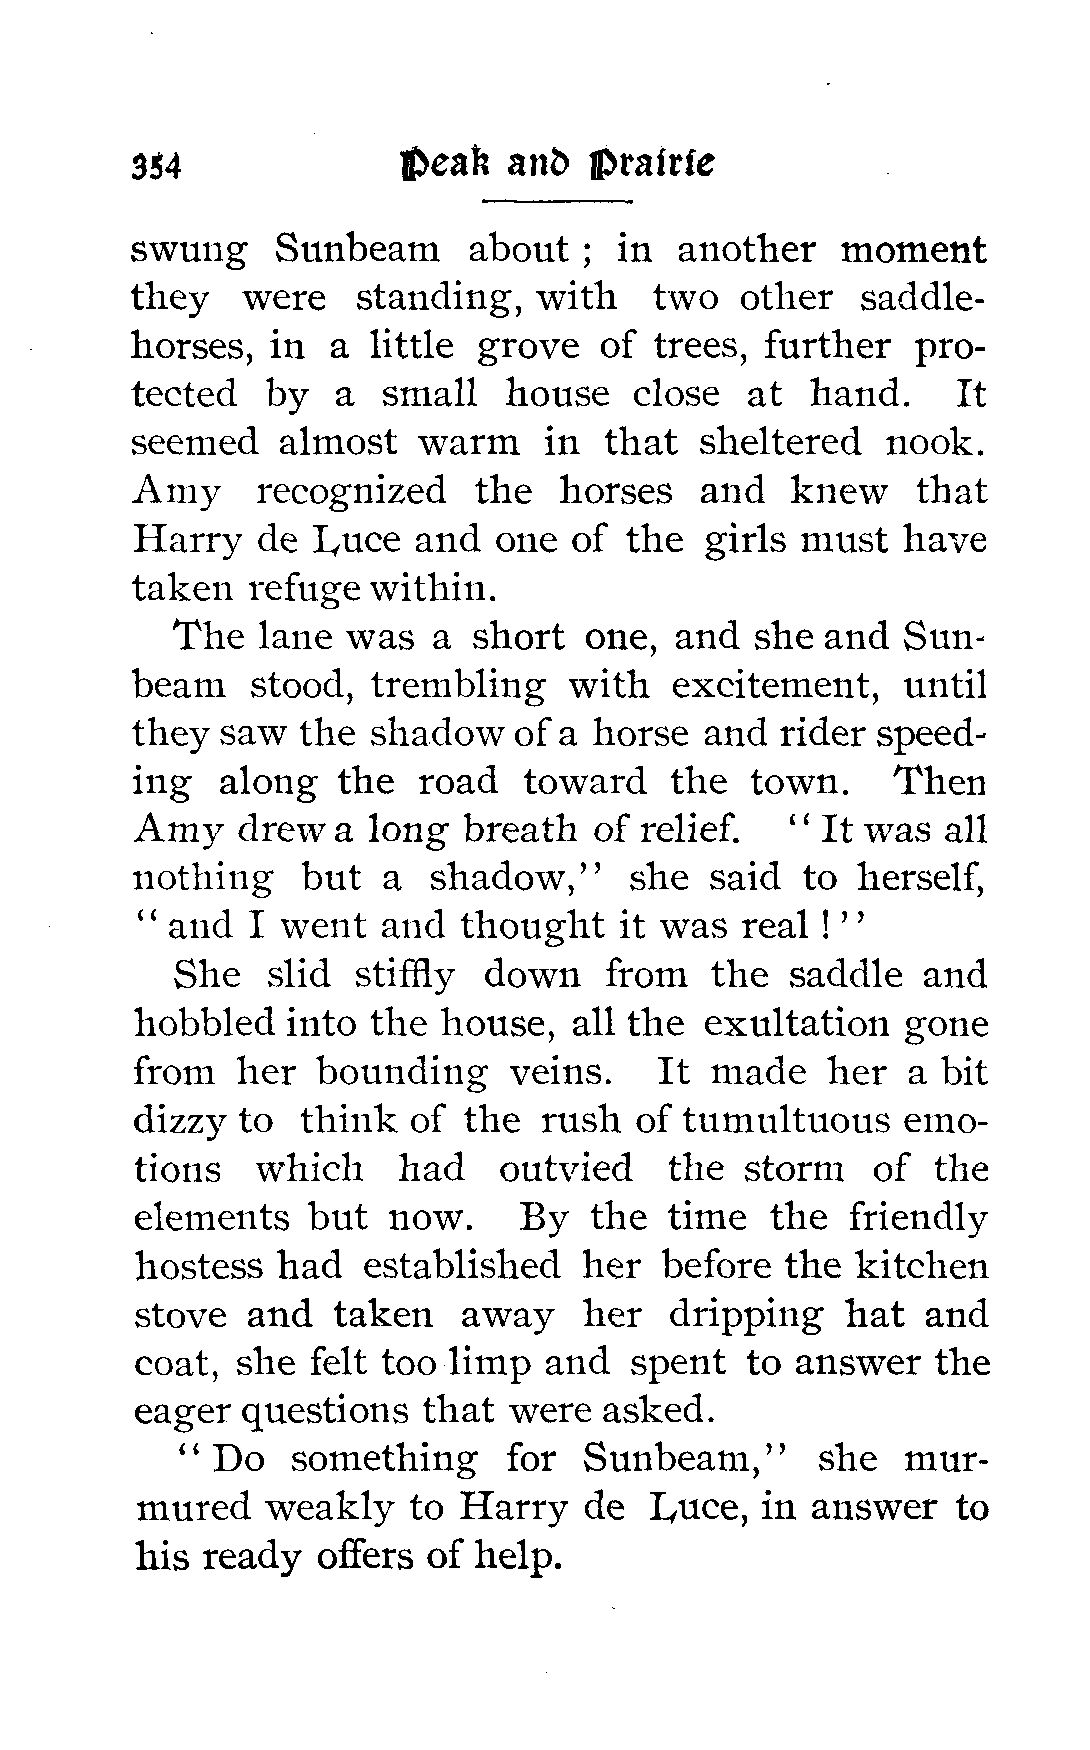 354 Peak and Prairie
swung Sunbeam about ; in another moment
they were standing, with two other saddle-
horses, in a little grove of trees, further pro-
tected by a small house close at hand. It
seemed almost warm in that sheltered nook.
Amy recognized the horses and knew that
Harry de Luce and one of the girls must have
taken refuge within.
The lane was a short one, and she and Sun-
beam stood, trembling with excitement, until
they saw the shadow of a horse and rider speed-
ing along the road toward the town. Then
Amy drew a long breath of relief. " It was all
nothing but a shadow," she said to herself,
" and I went and thought it was real ! "
She slid stiffly down from the saddle and
hobbled into the house, all the exultation gone
from her bounding veins. It made her a bit
dizzy to think of the rush of tumultuous emo-
tions which had outvied the storm of the
elements but now. By the time the friendly
hostess had established her before the kitchen
stove and taken away her dripping hat and
coat, she felt too limp and spent to answer the
eager questions that were asked.
" Do something for Sunbeam," she mur-
mured weakly to Harry de Luce, in answer to
his ready offers of help.